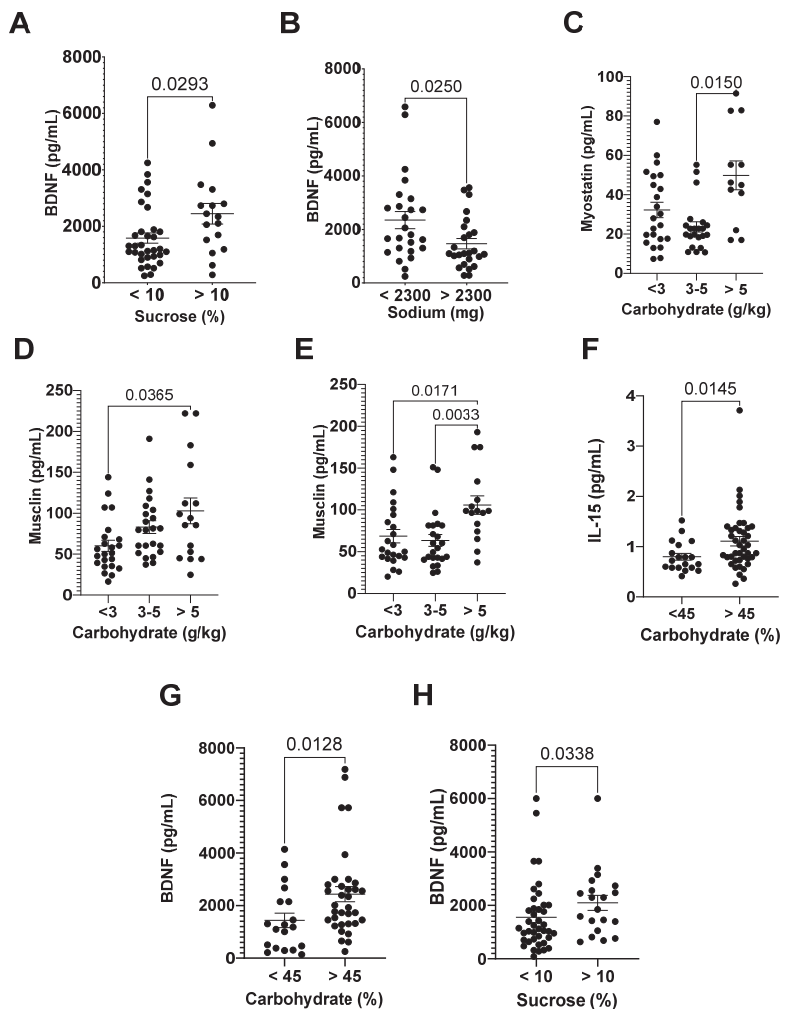 A
BDNF (pg/mL)
8000
6000
4000
2000
0
0.0293
< 10
> 10
Sucrose (%)
B
BDNF (pg/mL)
8000
6000
4000
2000
0
0.0250
< 2300
> 2300
Sodium (mg)
C
Myostatin (pg/mL)
100
80
60
40
20
0
0.0150
<3
3-5
> 5
Carbohydrate (g/kg)
D
Musclin (pg/mL)
250
200
150
100
50
0
0.0365
<3
3-5
> 5
Carbohydrate (g/kg)
E
Musclin (pg/mL)
250
200
150
100
50
0
0.0171
0.0033
<3
3-5
> 5
Carbohydrate (g/kg)
F
IL-15 (pg/mL)
4
3
2
1
0
0.0145
<45
> 45
Carbohydrate (%)
G
BDNF (pg/mL)
8000
6000
4000
2000
0
0.0128
< 45
> 45
Carbohydrate (%)
H
BDNF (pg/mL)
8000
6000
4000
2000
0
0.0338
< 10
> 10
Sucrose (%)